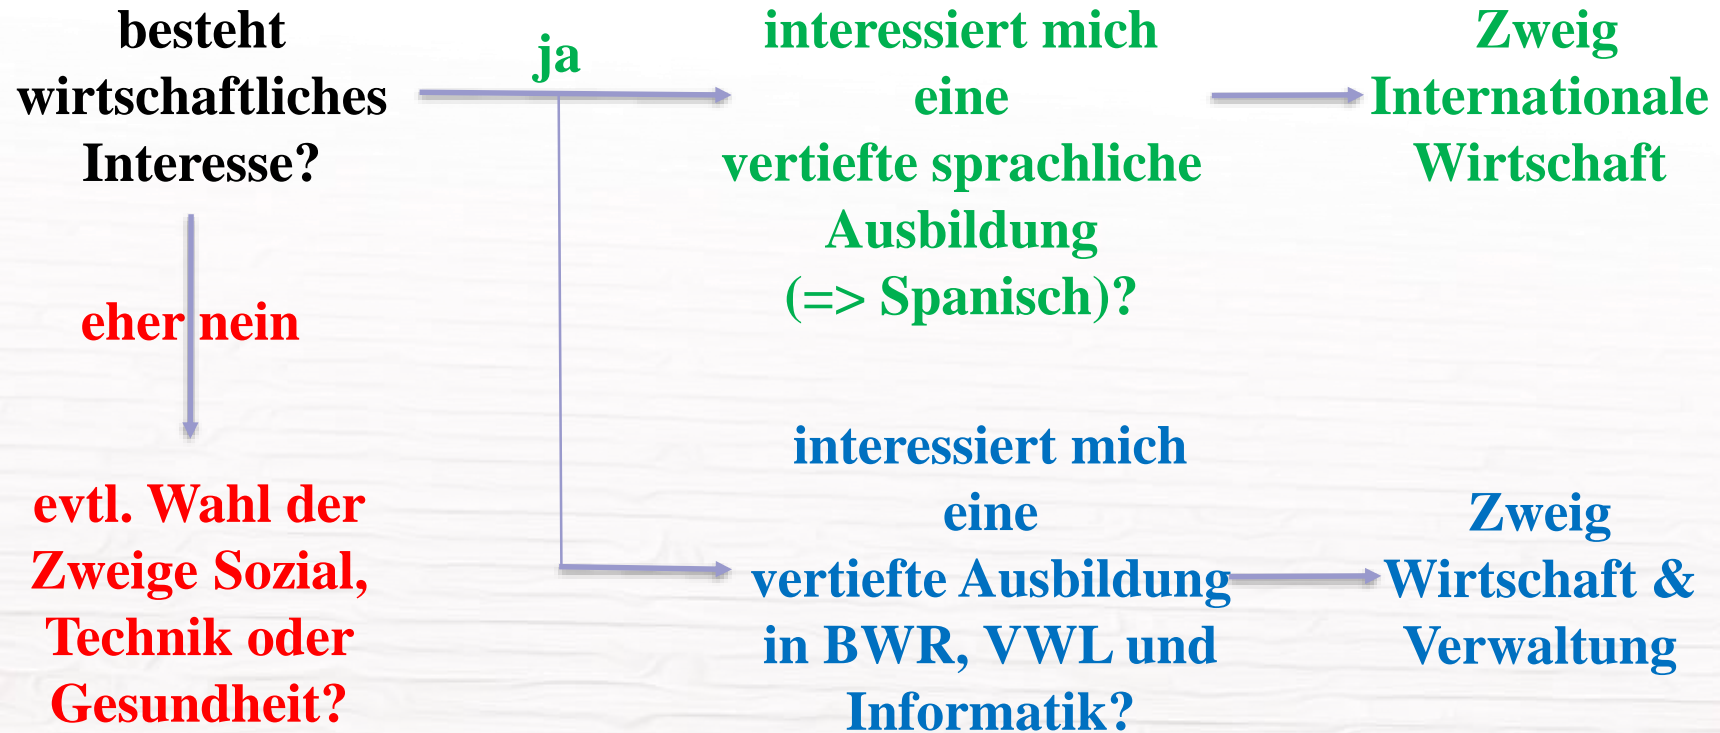 besteht
wirtschaftliches
Interesse?
ja
interessiert mich
eine
vertiefte sprachliche
Ausbildung
(=> Spanisch)?
Zweig
Internationale
Wirtschaft
eher nein
evtl. Wahl der
Zweige Sozial,
Technik oder
Gesundheit?
interessiert mich
eine
vertiefte Ausbildung
in BWR, VWL und
Informatik?
Zweig
Wirtschaft &
Verwaltung